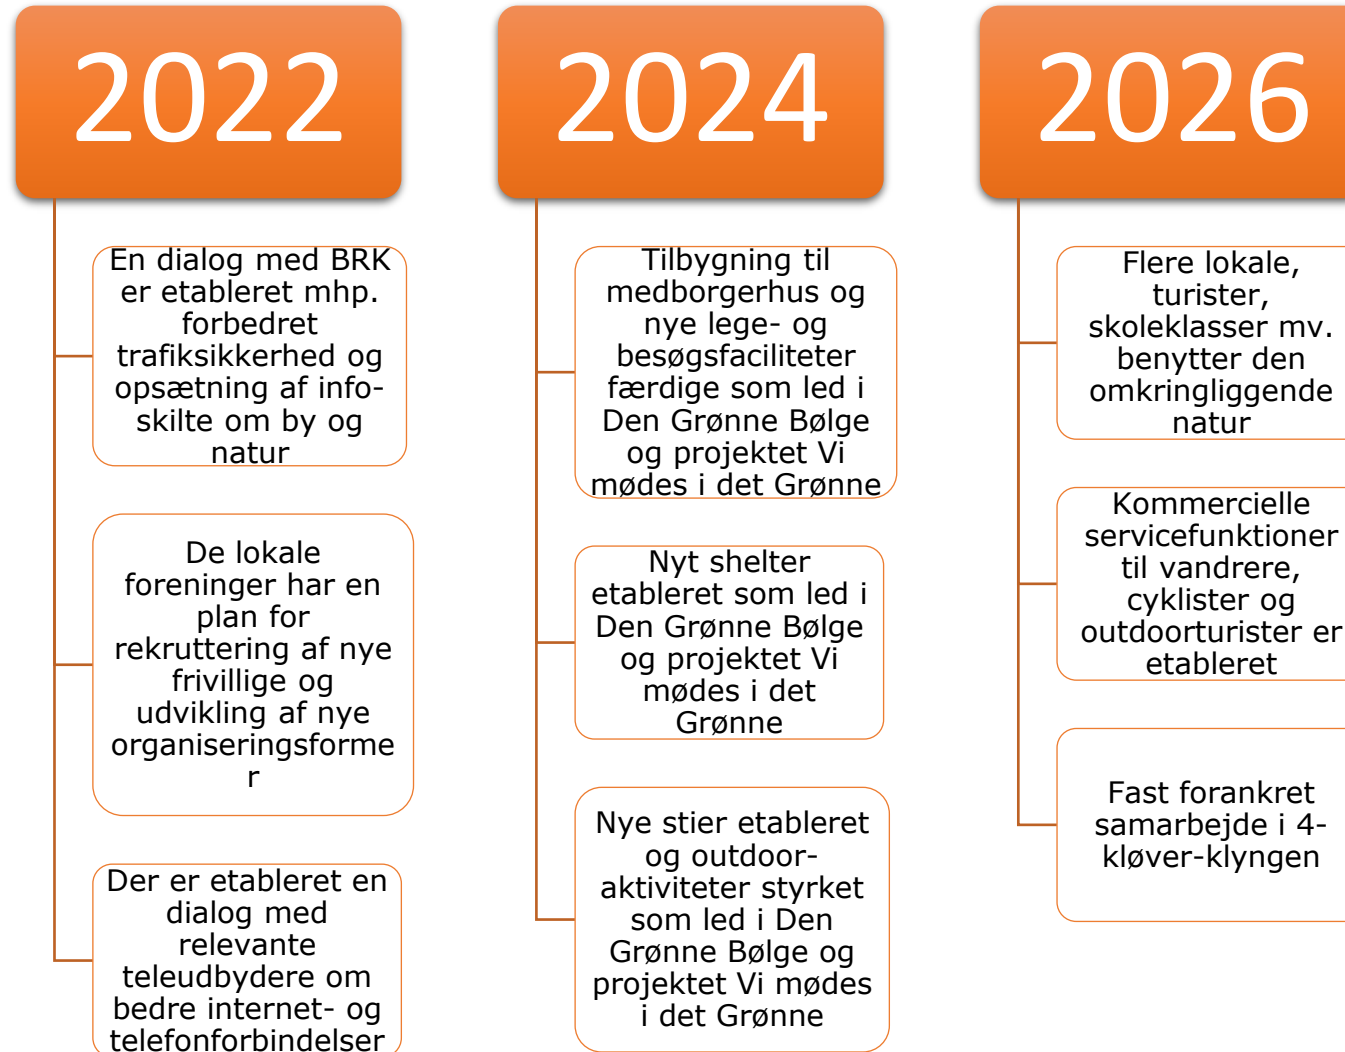 2022
En dialog med BRK
er etableret mhp.
forbedret
trafiksikkerhed og
opsætning af info-
skilte om by og
natur
De lokale
foreninger har en
plan for
rekruttering af nye
frivillige og
udvikling af nye
organiseringsforme
r
Der er etableret en
dialog med
relevante
teleudbydere om
bedre internet- og
telefonforbindelser
2024
Tilbygning til
medborgerhus og
nye lege- og
besøgsfaciliteter
færdige som led i
Den Grønne Bølge
og projektet Vi
mødes i det Grønne
Nyt shelter
etableret som led i
Den Grønne Bølge
og projektet Vi
mødes i det
Grønne
Nye stier etableret
og outdoor-
aktiviteter styrket
som led i Den
Grønne Bølge og
projektet Vi mødes
i det Grønne
2026
Flere lokale,
turister,
skoleklasser mv.
benytter den
omkringliggende
natur
Kommercielle
servicefunktioner
til vandrere,
cyklister og
outdoorturister er
etableret
Fast forankret
samarbejde i 4-
kløver-klyngen